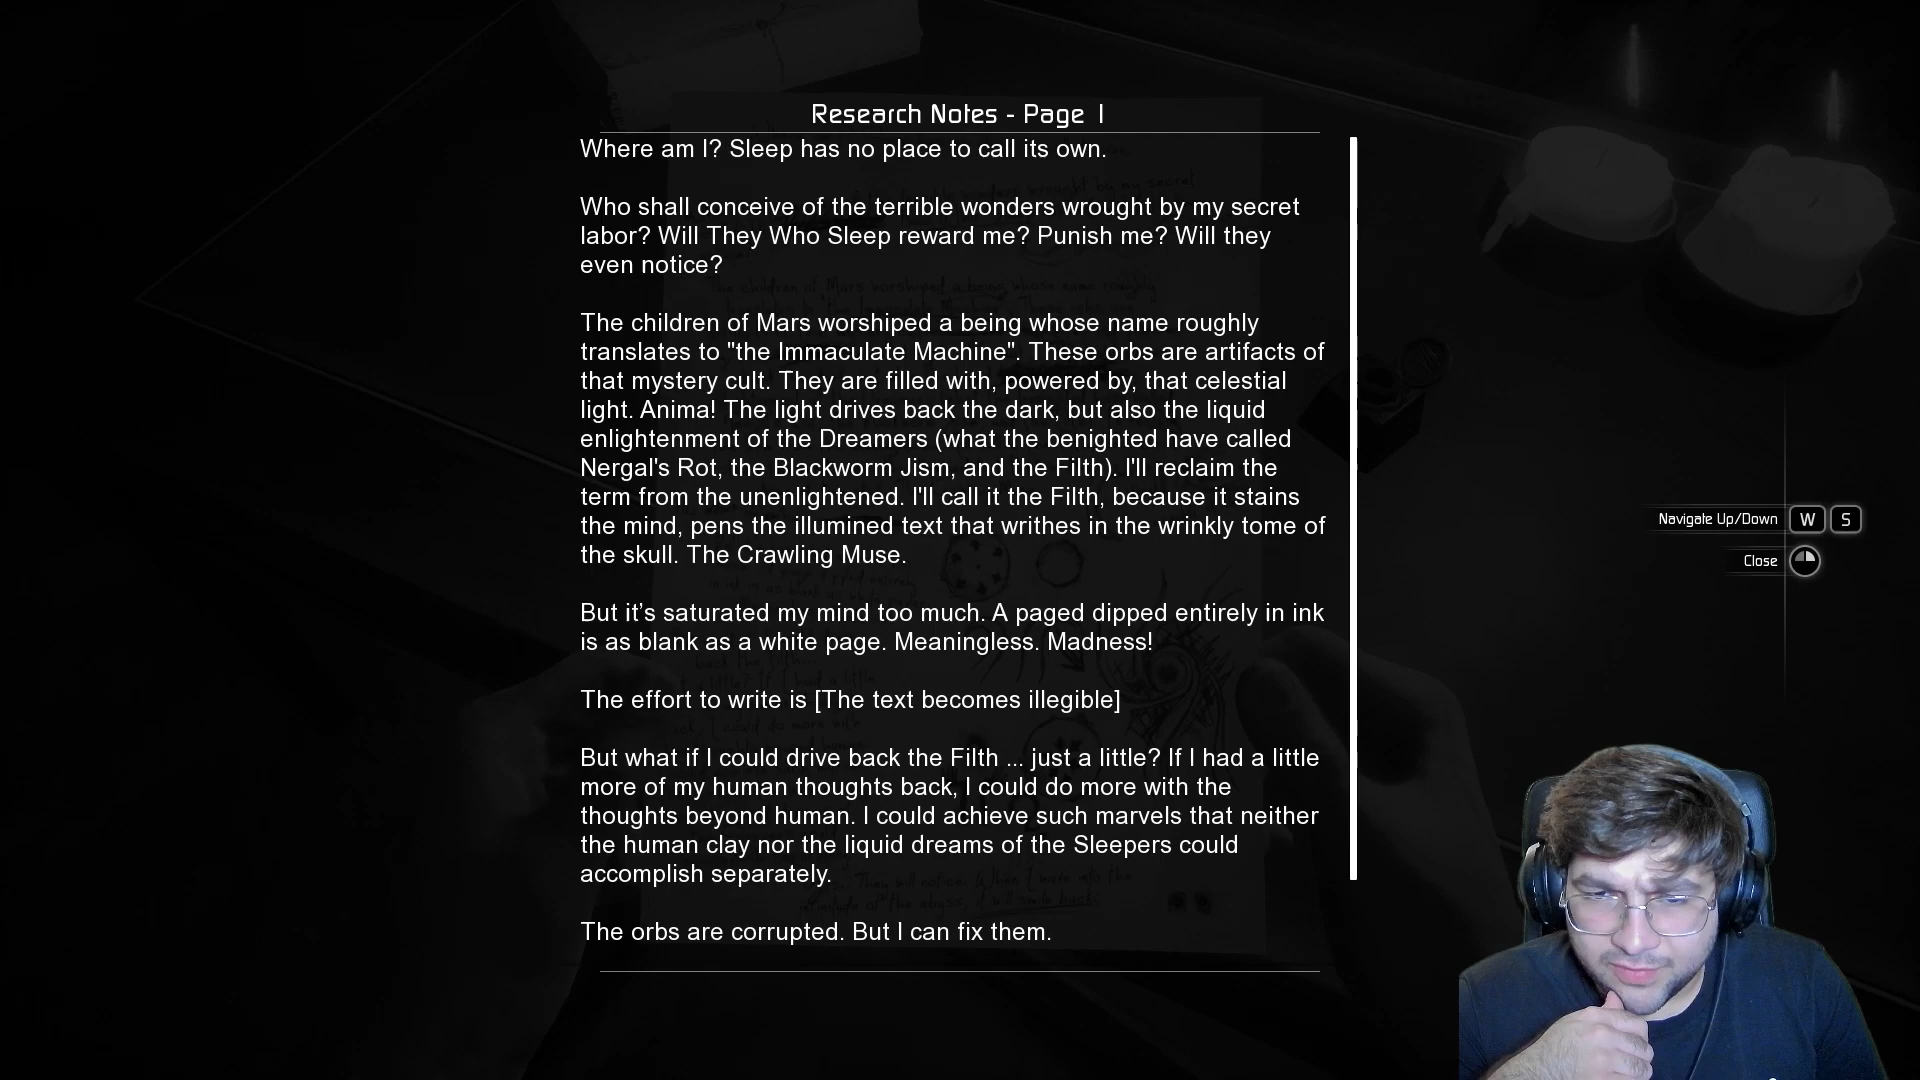 Research Notes - Page 1
Where am I? Sleep has no place to call its own.
Who shall conceive of the terrible wonders wrought by my secret
labor? Will They Who Sleep reward me? Punish me? Will they
even notice?
The children of Mars worshiped a being whose name roughly
translates to "the Immaculate Machine". These orbs are artifacts of
that mystery cult. They are filled with, powered by, that celestial
light. Anima! The light drives back the dark, but also the liquid
enlightenment of the Dreamers (what the benighted have called
Nergal's Rot, the Blackworm Jism, and the Filth). I'll reclaim the
term from the unenlightened. I'll call it the Filth, because it stains
the mind, pens the illumined text that writhes in the wrinkly tome of
the skull. The Crawling Muse.
But it’s saturated my mind too much. A paged dipped entirely in ink
is as blank as a white page. Meaningless. Madness!
The effort to write is [The text becomes illegible]
But what if I could drive back the Filth ... just a little? If I had a little
more of my human thoughts back, I could do more with the
thoughts beyond human. I could achieve such marvels that neither
the human clay nor the liquid dreams of the Sleepers could
accomplish separately.
The orbs are corrupted. But I can fix them.
Navigate Up/Down W S
Close